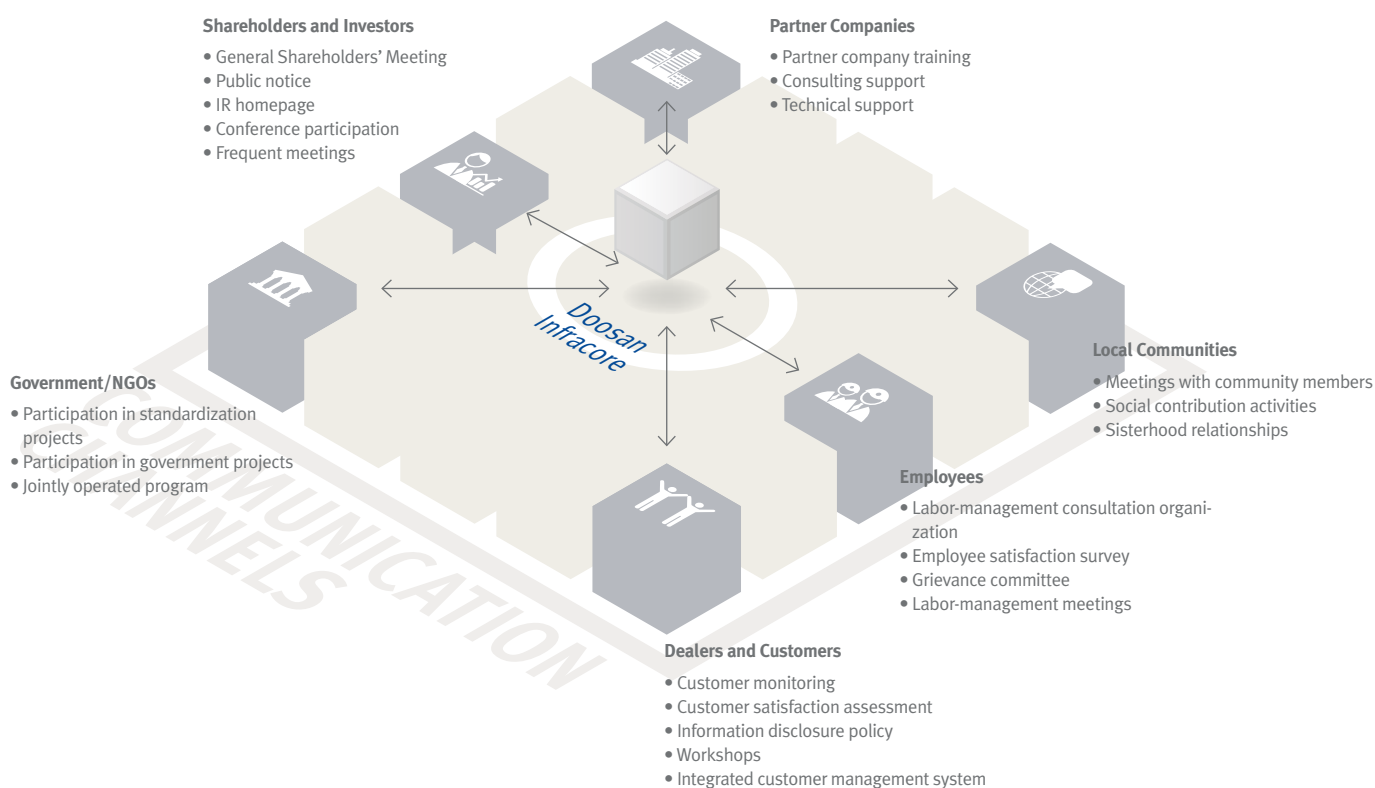 Shareholders and Investors
• General Shareholders’ Meeting
• Public notice
• IR homepage
• Conference participation
• Frequent meetings
Partner Companies
• Partner company training
• Consulting support
• Technical support
Doosan
Infracore
Government/NGOs
• Participation in standardization
projects
• Participation in government projects
• Jointly operated program
Local Communities
• Meetings with community members
• Social contribution activities
• Sisterhood relationships
Employees
• Labor-management consultation organi-
zation
• Employee satisfaction survey
• Grievance committee
• Labor-management meetings
COMMUNICATION
CHANNELS
Dealers and Customers
• Customer monitoring
• Customer satisfaction assessment
• Information disclosure policy
• Workshops
• Integrated customer management system